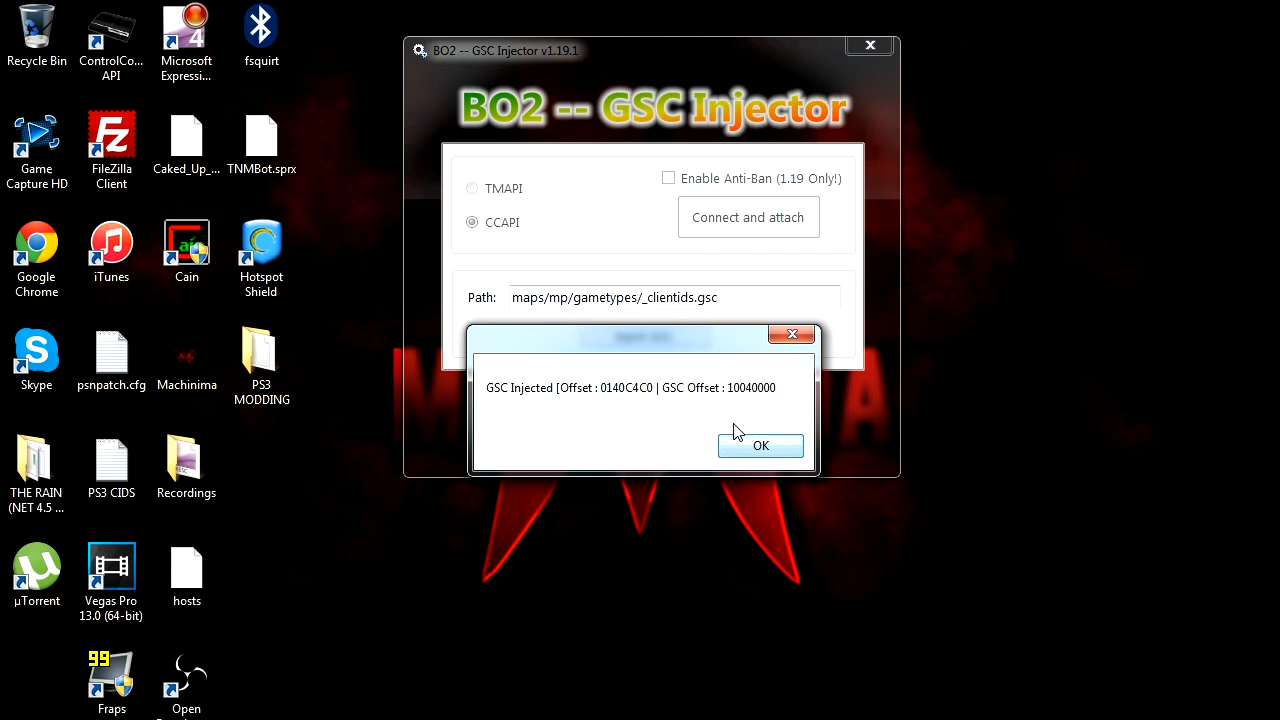 Recycle Bin
ControlCo...
API
Microsoft
Expressi...
4
fsquirt
Game
Capture HD
FileZilla
Client
Caked_Up_...
TNMBot.sprx
Google
Chrome
iTunes
Cain
Hotspot
Shield
Skype
psnpatch.cfg
Machinima
PS3
MODDING
THE RAIN
(NET 4.5 ...
PS3 CIDS
Recordings
µTorrent
Vegas Pro
13.0 (64-bit)
hosts
99
Fraps
Open
BO2 -- GSC Injector v1.19.1
BO2 -- GSC Injector
TMAPI
CCAPI
Enable Anti-Ban (1.19 Only!)
Connect and attach
Path: maps/mp/gametypes/_clientids.gsc
GSC Injected [Offset : 0140C4C0 | GSC Offset : 10040000
OK